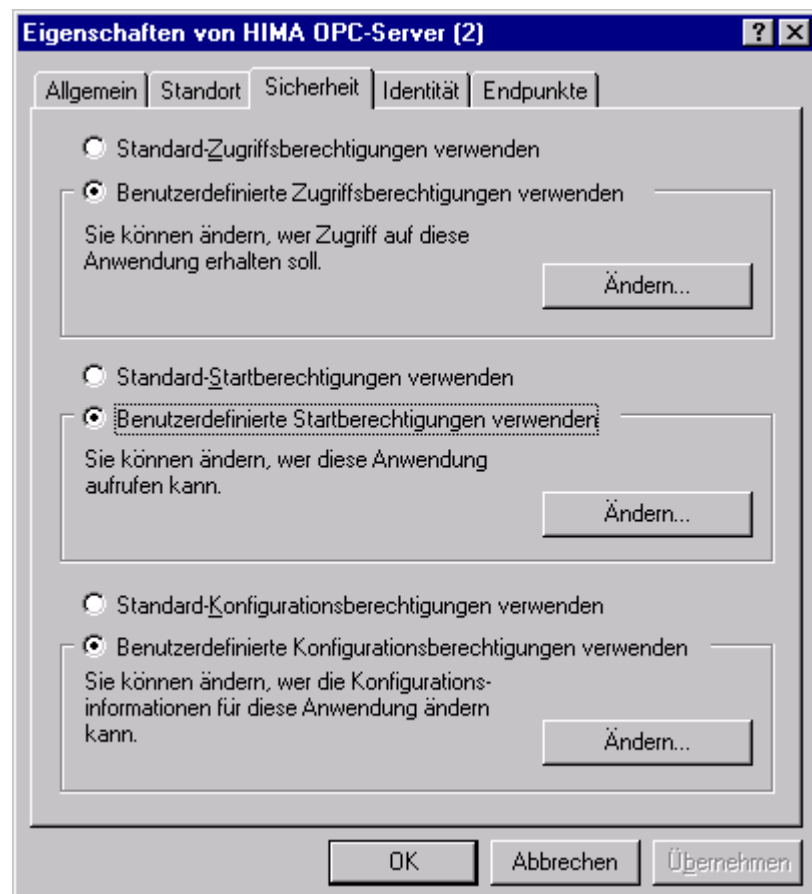 Eigenschaften von HIMA OPC-Server (2)
Allgemein Standort Sicherheit Identität Endpunkte
Standard-Zugriffsberechtigungen verwenden
Benutzerdefinierte Zugriffsberechtigungen verwenden
Sie können ändern, wer Zugriff auf diese
Anwendung erhalten soll.
Ändern...
Standard-Startberechtigungen verwenden
Benutzerdefinierte Startberechtigungen verwenden
Sie können ändern, wer diese Anwendung
aufrufen kann.
Ändern...
Standard-Konfigurationsberechtigungen verwenden
Benutzerdefinierte Konfigurationsberechtigungen verwenden
Sie können ändern, wer die Konfigurations-
informationen für diese Anwendung ändern
kann.
Ändern...
OK Abbrechen Übernehmen